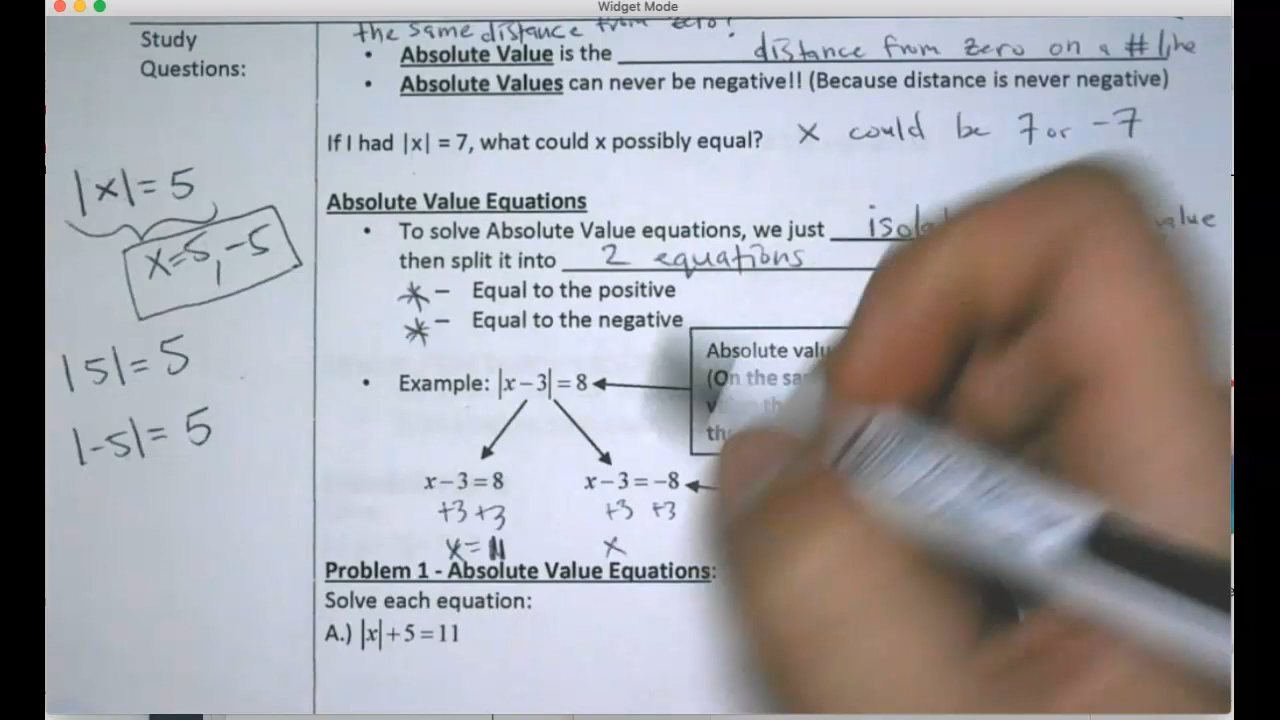 Widget Mode
the same distance from zero!
Study
Questions:
• Absolute Value is the distance from zero on a # line
• Absolute Values can never be negative!! (Because distance is never negative)
If I had |x| = 7, what could x possibly equal? x could be 7 or -7
|x| = 5
x=5, -5
|5| = 5
|-5| = 5
Absolute Value Equations
• To solve Absolute Value equations, we just
then split it into 2 equations
* – Equal to the positive
* – Equal to the negative
Absolute
(On the
• Example: |x − 3| = 8
x − 3 = 8 x − 3 = −8
+3 +3 +3 +3
x = 11 x
Problem 1 - Absolute Value Equations:
Solve each equation:
A.) |x| + 5 = 11